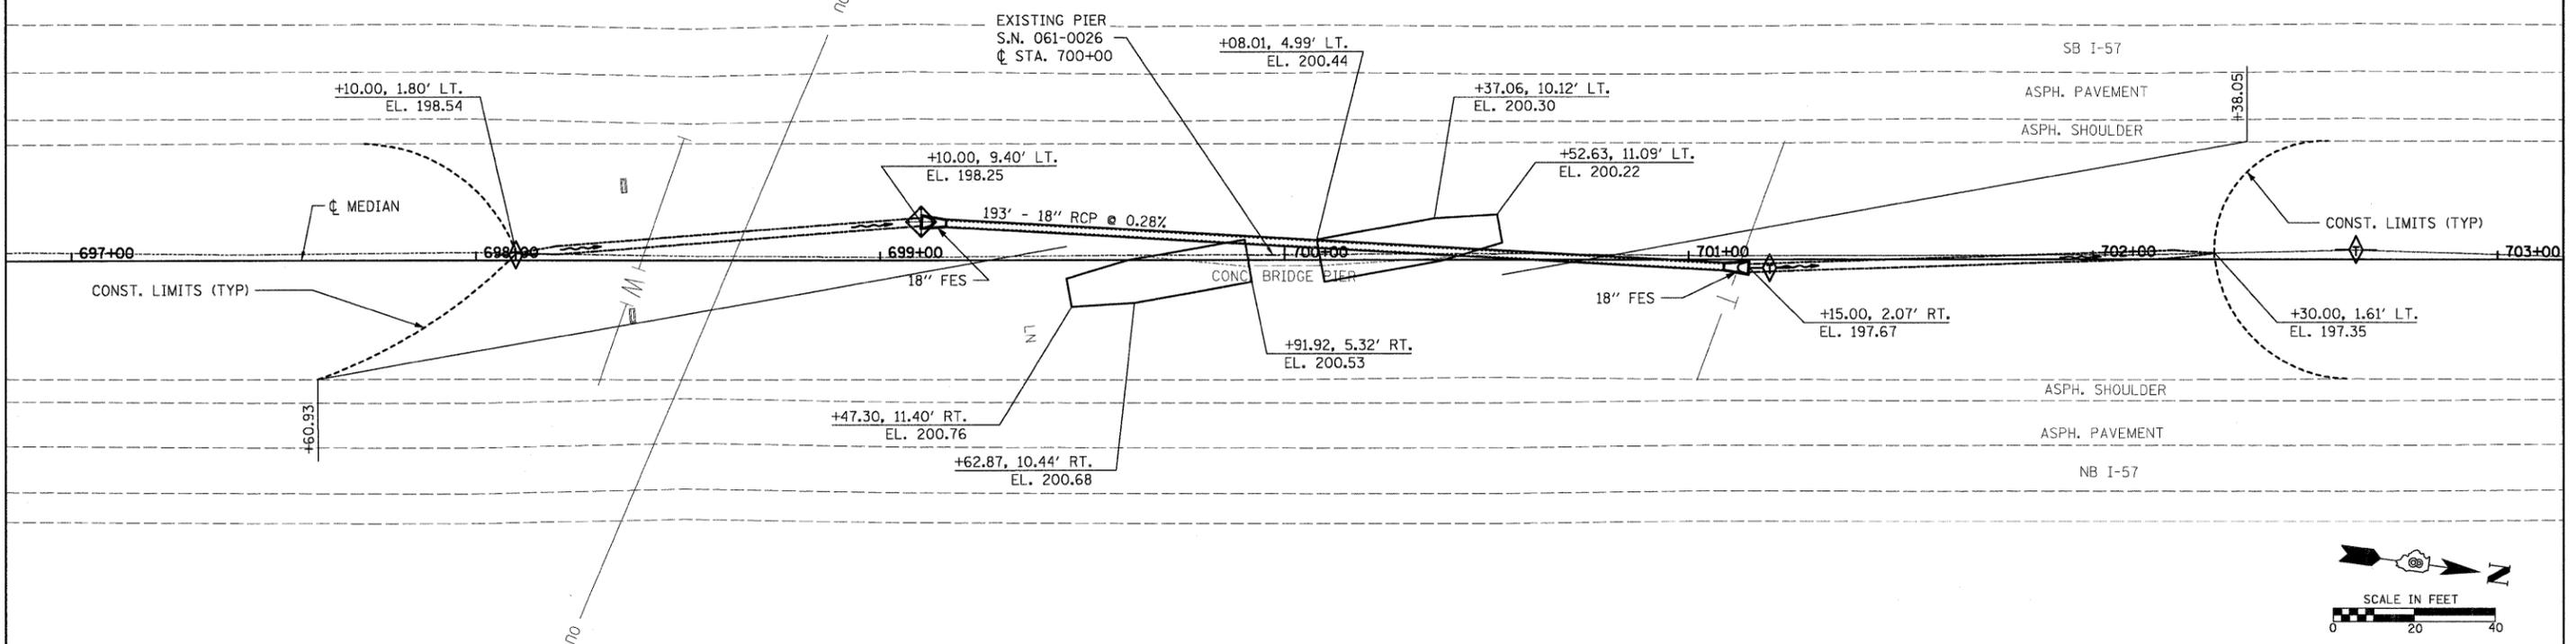 EXISTING PIER
S.N. 061-0026
℄ STA. 700+00
+08.01, 4.99' LT.
EL. 200.44
SB I-57
+10.00, 1.80' LT.
EL. 198.54
+37.06, 10.12' LT.
EL. 200.30
ASPH. PAVEMENT
+38.05
ASPH. SHOULDER
+10.00, 9.40' LT.
EL. 198.25
+52.63, 11.09' LT.
EL. 200.22
℄ MEDIAN
193' - 18" RCP @ 0.28%
CONST. LIMITS (TYP)
697+00
698+00
699+00
700+00
701+00
702+00
703+00
T
T
W
T
CONC. BRIDGE PIER
18" FES
CONST. LIMITS (TYP)
18" FES
+15.00, 2.07' RT.
EL. 197.67
+30.00, 1.61' LT.
EL. 197.35
LN
+91.92, 5.32' RT.
EL. 200.53
ASPH. SHOULDER
+47.30, 11.40' RT.
EL. 200.76
+60.93
ASPH. PAVEMENT
+62.87, 10.44' RT.
EL. 200.68
NB I-57
N
SCALE IN FEET
0 20 40